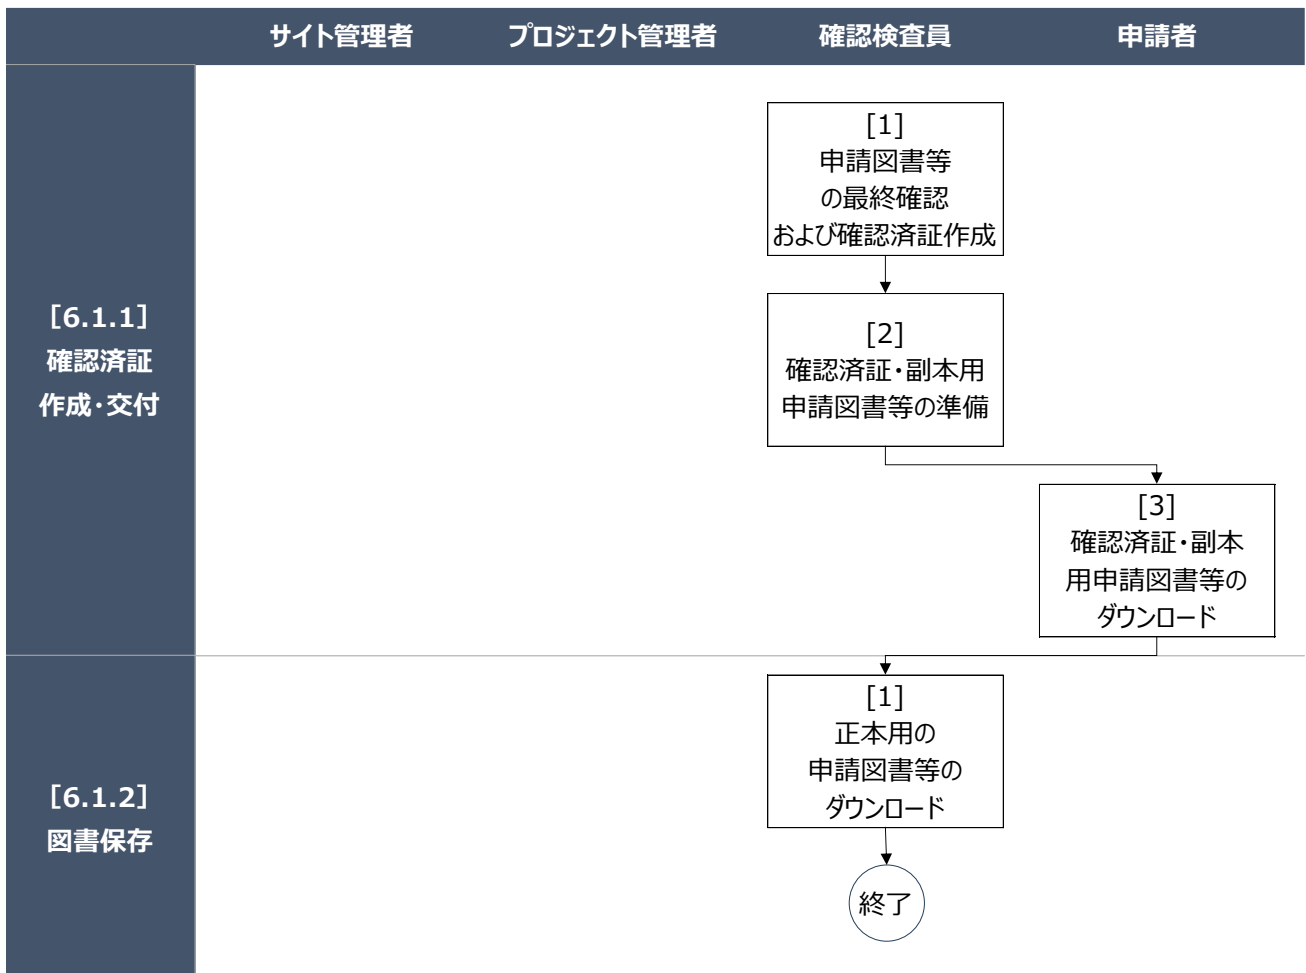 サイト管理者
プロジェクト管理者
確認検査員
申請者
[6.1.1]
確認済証
作成・交付
[1]
申請図書等
の最終確認
および確認済証作成
[2]
確認済証・副本用
申請図書等の準備
[3]
確認済証・副本
用申請図書等の
ダウンロード
[6.1.2]
図書保存
[1]
正本用の
申請図書等の
ダウンロード
終了